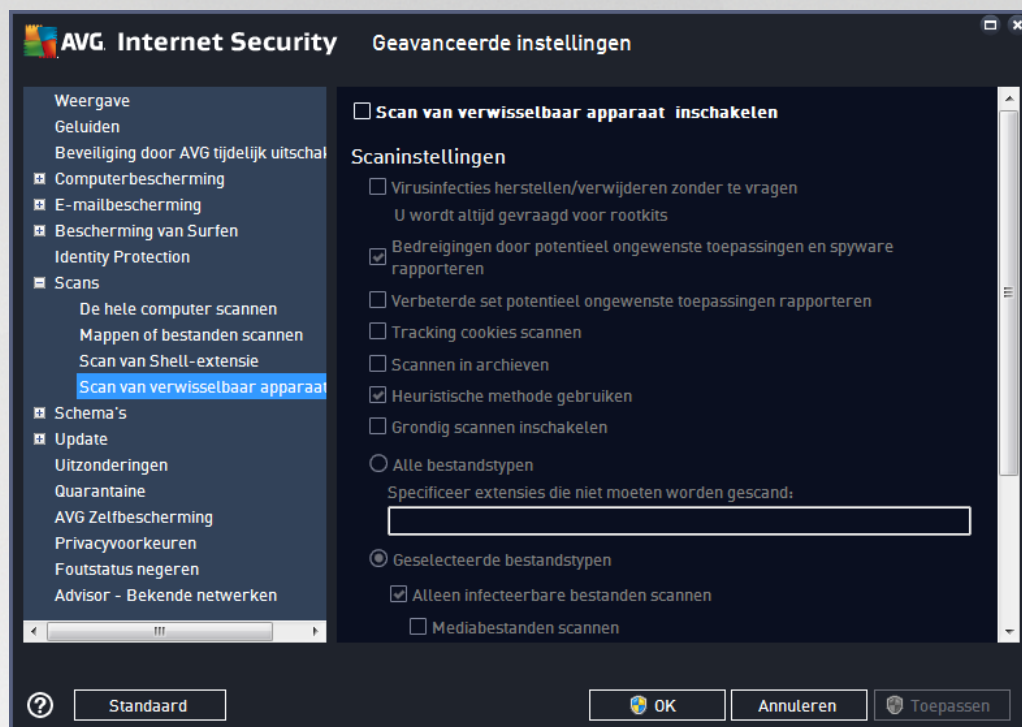 AVG. Internet Security
Geavanceerde instellingen
Weergave
Geluiden
Beveiliging door AVG tijdelijk uitschak
Computerbescherming
E-mailbescherming
Bescherming van Surfen
Identity Protection
Scans
De hele computer scannen
Mappen of bestanden scannen
Scan van Shell-extensie
Scan van verwisselbaar apparaat
Schema's
Update
Uitzonderingen
Quarantaine
AVG Zelfbescherming
Privacyvoorkeuren
Foutstatus negeren
Advisor - Bekende netwerken
Scan van verwisselbaar apparaat inschakelen
Scaninstellingen
Virusinfecties herstellen/verwijderen zonder te vragen
U wordt altijd gevraagd voor rootkits
Bedreigingen door potentieel ongewenste toepassingen en spyware
rapporteren
Verbeterde set potentieel ongewenste toepassingen rapporteren
Tracking cookies scannen
Scannen in archieven
Heuristische methode gebruiken
Grondig scannen inschakelen
Alle bestandstypen
Specificeer extensies die niet moeten worden gescand:
Geselecteerde bestandstypen
Alleen infecteerbare bestanden scannen
Mediabestanden scannen
? Standaard
OK
Annuleren
Toepassen